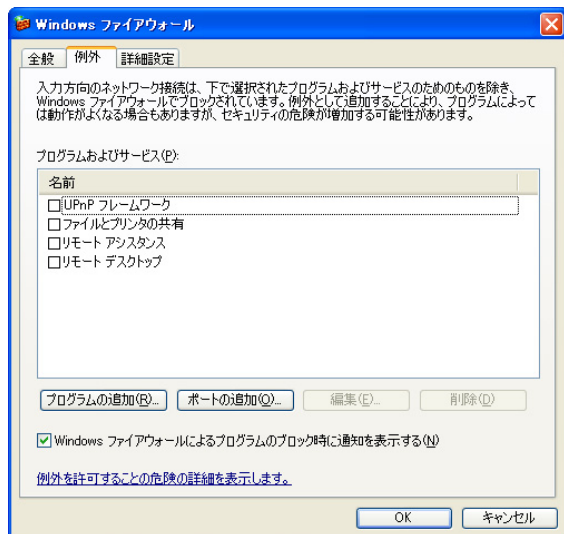 Windows ファイアウォール
全般 例外 詳細設定
入力方向のネットワーク接続は、下で選択されたプログラムおよびサービスのためのものを除き、
Windows ファイアウォールでブロックされています。例外として追加することにより、プログラムによって
は動作がよくなる場合もありますが、セキュリティの危険が増加する可能性があります。
プログラムおよびサービス(P):
名前
UPnP フレームワーク
ファイルとプリンタの共有
リモート アシスタンス
リモート デスクトップ
プログラムの追加(R)... ポートの追加(O)... 編集(E)... 削除(D)
Windows ファイアウォールによるプログラムのブロック時に通知を表示する(N)
例外を許可することの危険の詳細を表示します。
OK キャンセル